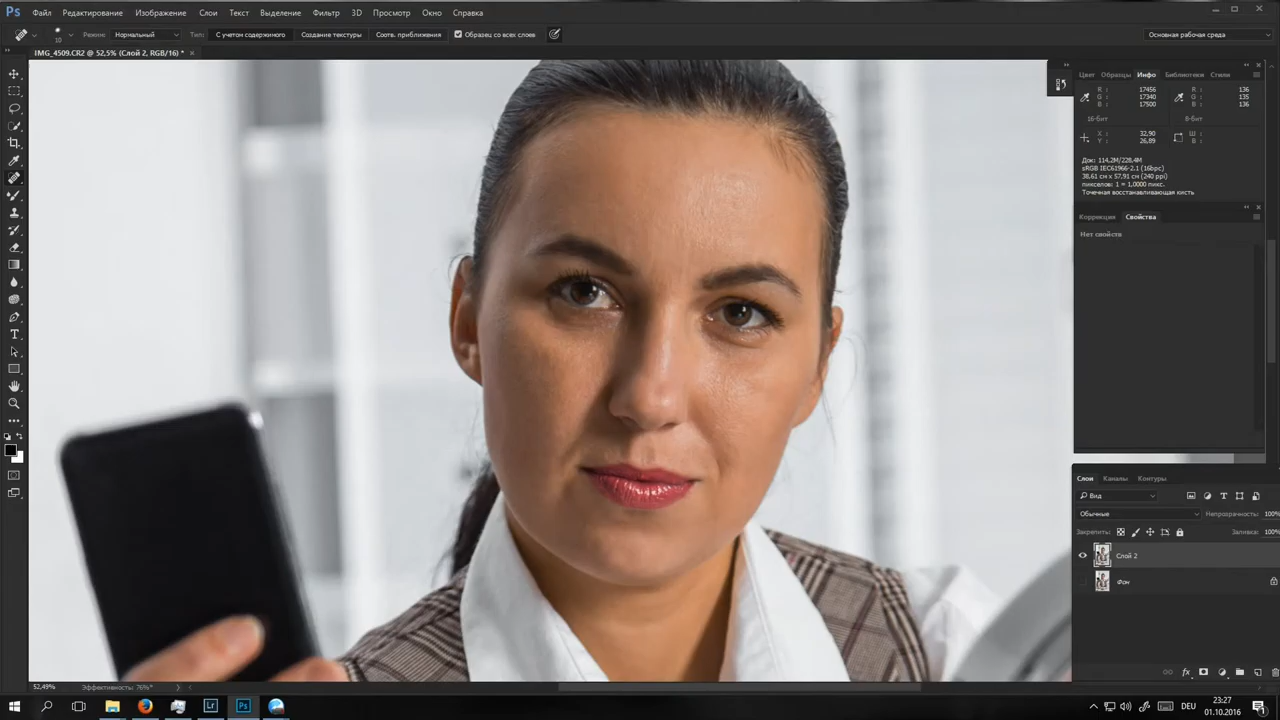 Ps Файл Редактирование Изображение Слои Текст Выделение Фильтр 3D Просмотр Окно Справка
10 Режим: Нормальный Тип: С учетом содержимого Создание текстуры Соотв. приближения Образец со всех слоев Основная рабочая среда
IMG_4509.CR2 @ 52,5% (Слой 2, RGB/16) * ×
Цвет Образцы Инфо Библиотеки Стили
R : 17456 R : 136
G : 17340 G : 135
B : 17500 B : 136
16-бит 8-бит
X : 32,90 Ш :
Y : 26,89 В :
Док: 114,2M/228,4M
sRGB IEC61966-2.1 (16bpc)
38,61 см x 57,91 см (240 ppi)
пикселов: 1 = 1,0000 пикс.
Точечная восстанавливающая кисть
Коррекция Свойства
Нет свойств
Слои Каналы Контуры
Вид
Обычные Непрозрачность: 100%
Закрепить: Заливка: 100%
Слой 2
Фон
fx
52,49% Эффективность: 76%*
Lr Ps DEU 23:27
01.10.2016